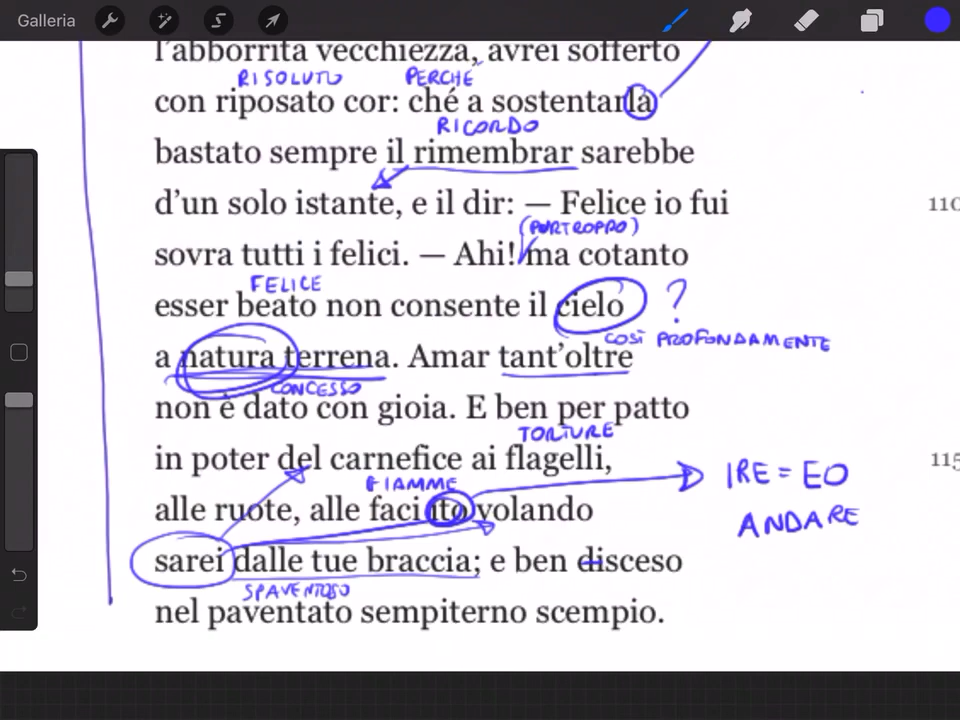 Galleria
l'abborrita vecchiezza, avrei sofferto
RISOLUTO PERCHÉ
con riposato cor: ché a sostentarla
RICORDO
bastato sempre il rimembrar sarebbe
d'un solo istante, e il dir: — Felice io fui
110
(PURTROPPO)
sovra tutti i felici. — Ahi! ma cotanto
FELICE
esser beato non consente il cielo ?
COSÌ PROFONDAMENTE
a natura terrena. Amar tant'oltre
CONCESSO
non è dato con gioia. E ben per patto
TORTURE
in poter del carnefice ai flagelli,
115
IRE = EO
FIAMME
alle ruote, alle faci ito volando
ANDARE
sarei dalle tue braccia; e ben disceso
SPAVENTOSO
nel paventato sempiterno scempio.